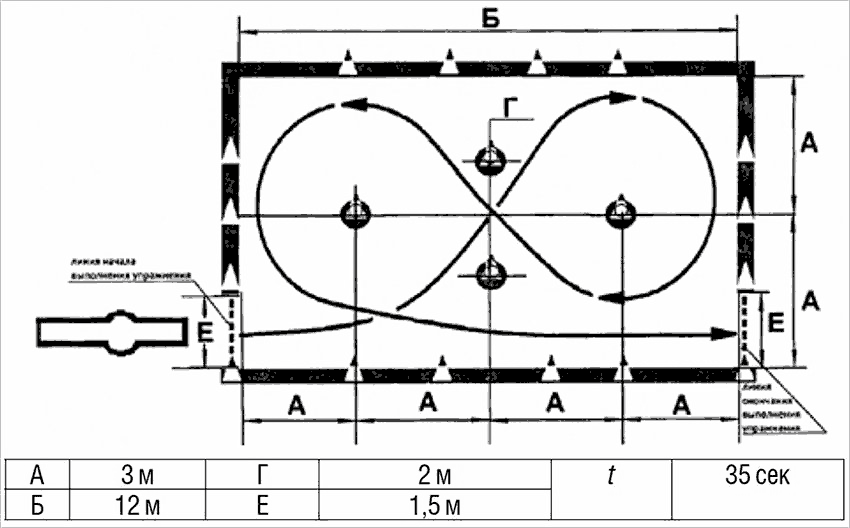 Б
Г
А
линия начала
выполнения упражнения
Е
А
Е
А
А
А
А
линия
окончания
выполнения
упражнения
А 3 м Г 2 м t 35 сек
Б 12 м Е 1,5 м